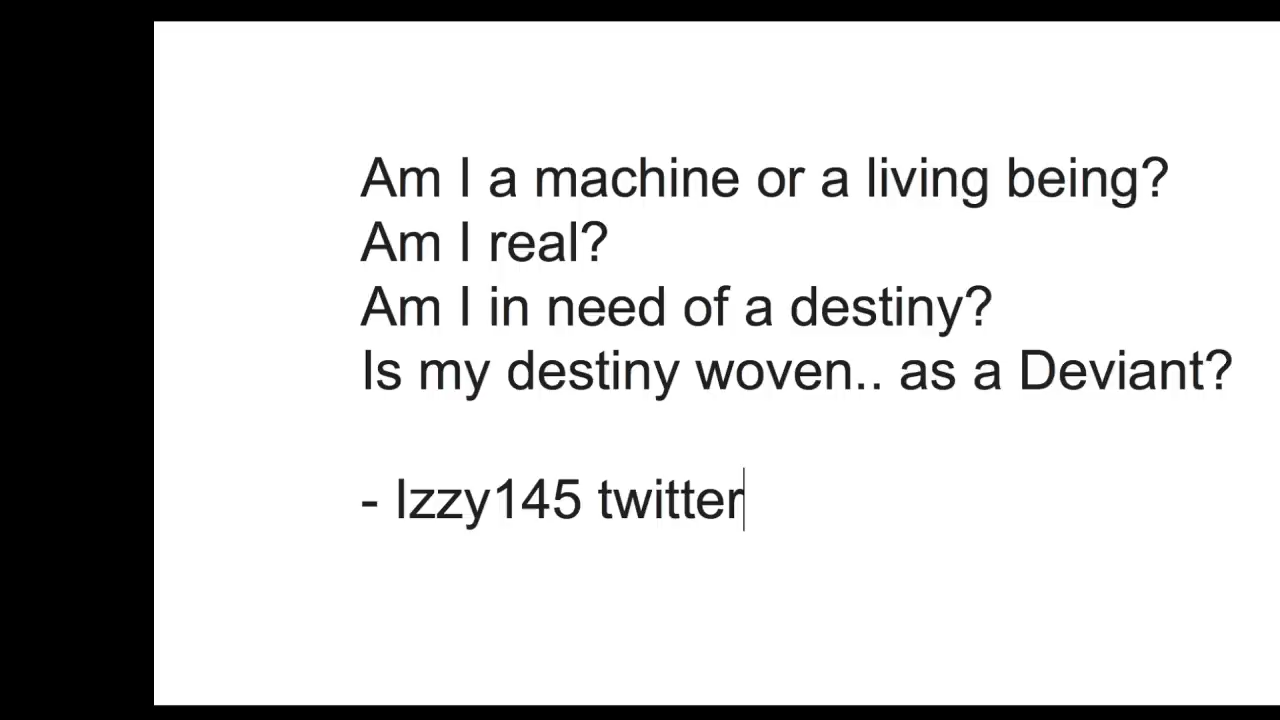 Am I a machine or a living being?
Am I real?
Am I in need of a destiny?
Is my destiny woven.. as a Deviant?
- Izzy145 twitter